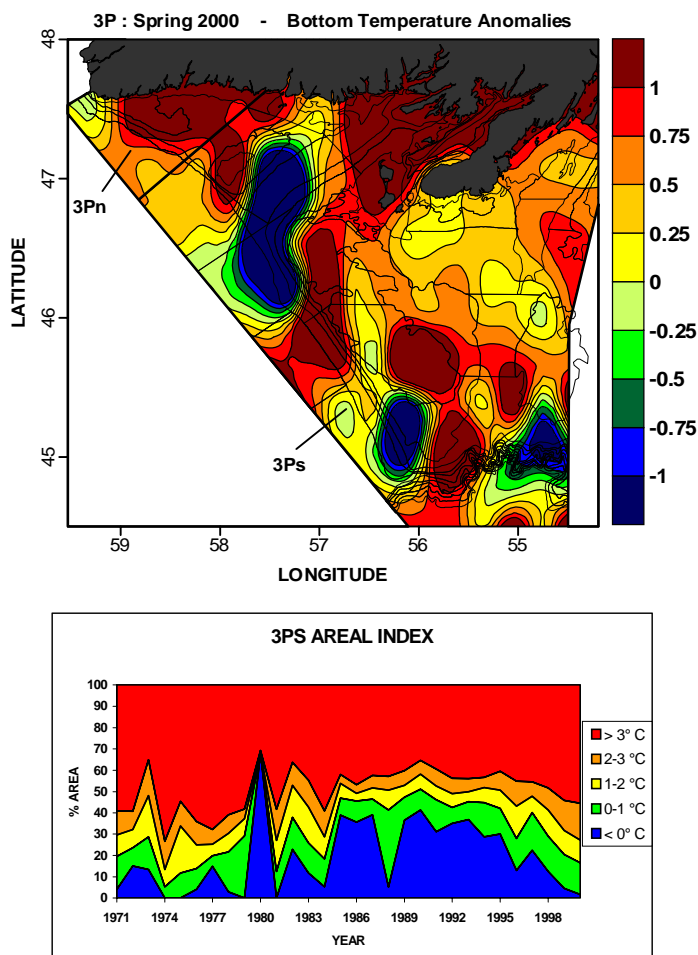 3P : Spring 2000 - Bottom Temperature Anomalies
48
47
46
45
LATITUDE
3Pn
3Ps
59 58 57 56 55
LONGITUDE
1
0.75
0.5
0.25
0
-0.25
-0.5
-0.75
-1
3PS AREAL INDEX
100
90
80
70
60
50
40
30
20
10
0
% AREA
1971 1974 1977 1980 1983 1986 1989 1992 1995 1998
YEAR
> 3° C
2-3 °C
1-2 °C
0-1 °C
< 0° C